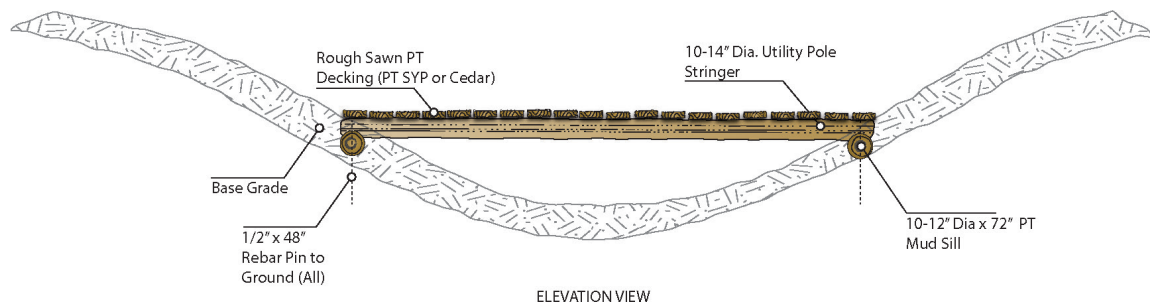 Rough Sawn PT
Decking (PT SYP or Cedar)
10-14" Dia. Utility Pole
Stringer
Base Grade
1/2" x 48"
Rebar Pin to
Ground (All)
10-12" Dia x 72" PT
Mud Sill
ELEVATION VIEW